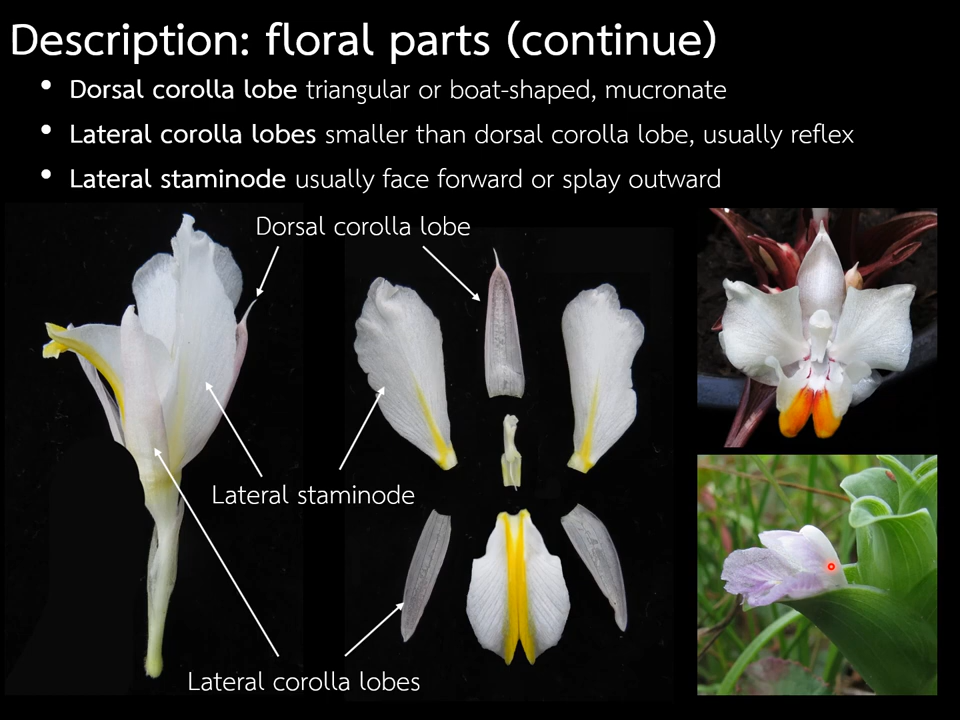 Description: floral parts (continue)
• Dorsal corolla lobe triangular or boat-shaped, mucronate
• Lateral corolla lobes smaller than dorsal corolla lobe, usually reflex
• Lateral staminode usually face forward or splay outward
Dorsal corolla lobe
Lateral staminode
Lateral corolla lobes